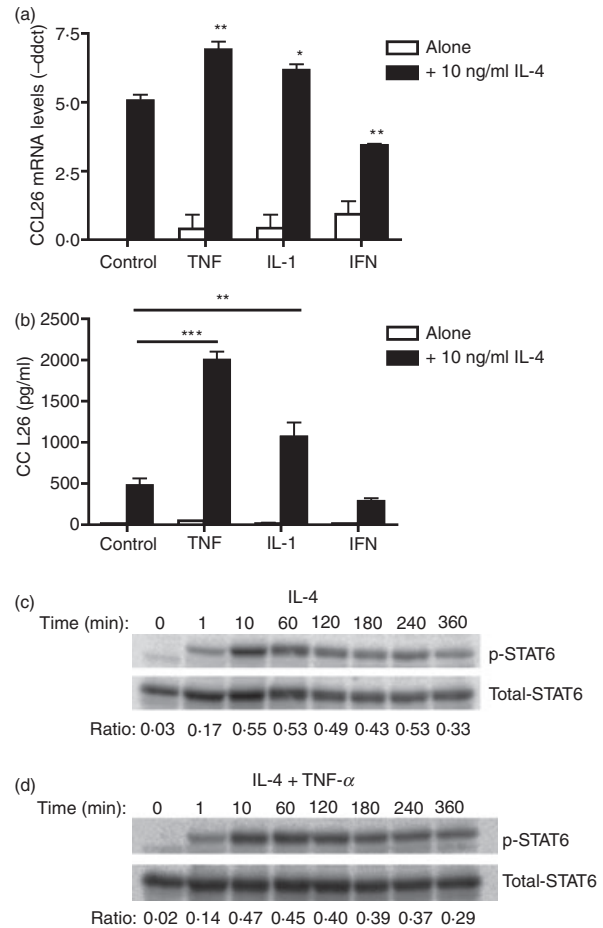 (a)
7·5
5·0
2·5
0·0
CCL26 mRNA levels (–ddct)
**
*
**
Alone
+ 10 ng/ml IL-4
Control TNF IL-1 IFN
(b)
2500
2000
1500
1000
500
0
CC L26 (pg/ml)
**
***
Alone
+ 10 ng/ml IL-4
Control TNF IL-1 IFN
(c)
IL-4
Time (min): 0 1 10 60 120 180 240 360
p-STAT6
Total-STAT6
Ratio: 0·03 0·17 0·55 0·53 0·49 0·43 0·53 0·33
(d)
IL-4 + TNF-α
Time (min): 0 1 10 60 120 180 240 360
p-STAT6
Total-STAT6
Ratio: 0·02 0·14 0·47 0·45 0·40 0·39 0·37 0·29